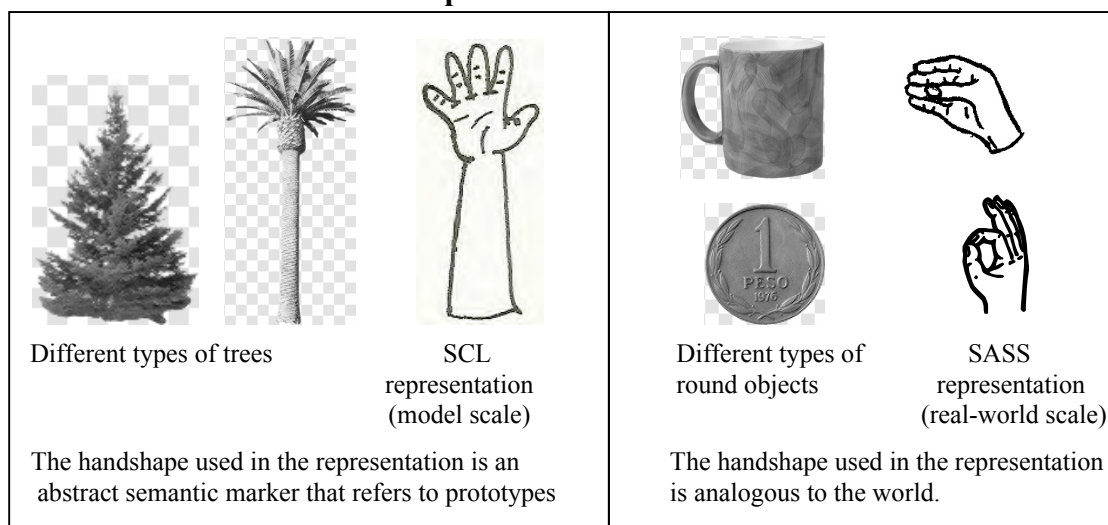 Different types of trees
SCL
representation
(model scale)
The handshape used in the representation is an
abstract semantic marker that refers to prototypes
1
PESO
1975
Different types of
round objects
SASS
representation
(real-world scale)
The handshape used in the representation
is analogous to the world.